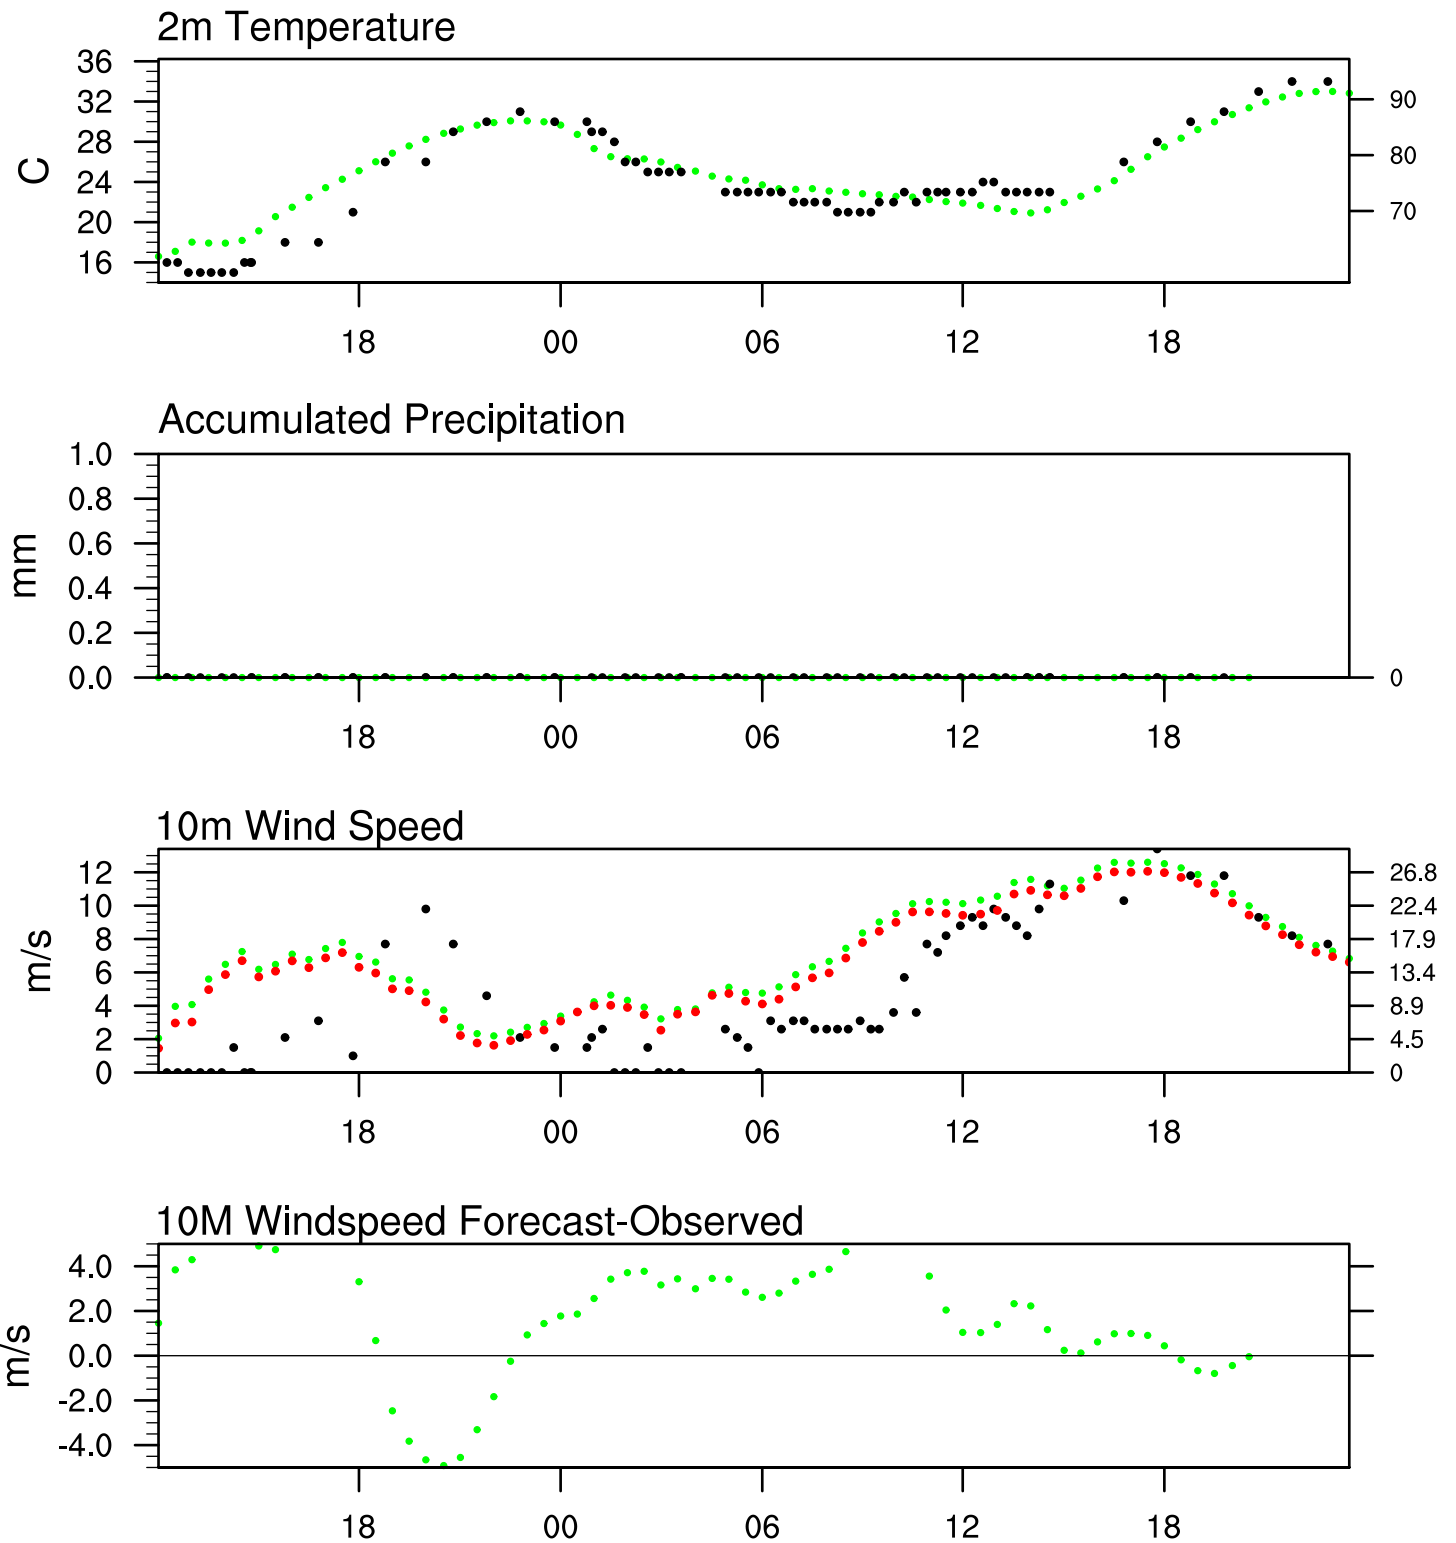 2m Temperature
36
32
28
24
20
16
C
90
80
70
18 00 06 12 18
Accumulated Precipitation
1.0
0.8
0.6
0.4
0.2
0.0
mm
0
18 00 06 12 18
10m Wind Speed
12
10
8
6
4
2
0
m/s
26.8
22.4
17.9
13.4
8.9
4.5
0
18 00 06 12 18
10M Windspeed Forecast-Observed
4.0
2.0
0.0
-2.0
-4.0
m/s
18 00 06 12 18